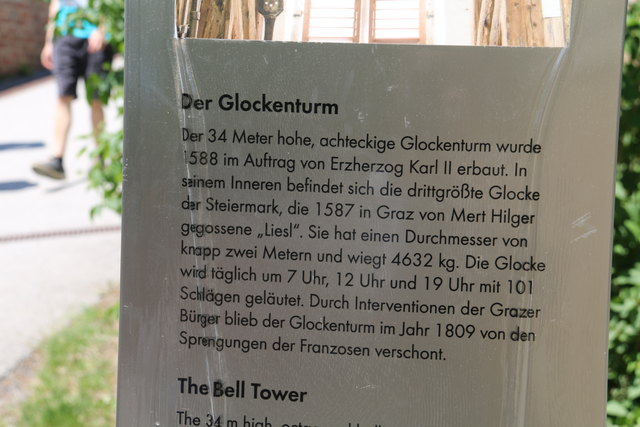 Der Glockenturm
Der 34 Meter hohe, achteckige Glockenturm wurde
1588 im Auftrag von Erzherzog Karl II erbaut. In
seinem Inneren befindet sich die drittgrößte Glocke
der Steiermark, die 1587 in Graz von Mert Hilger
gegossene „Liesl“. Sie hat einen Durchmesser von
knapp zwei Metern und wiegt 4632 kg. Die Glocke
wird täglich um 7 Uhr, 12 Uhr und 19 Uhr mit 101
Schlägen geläutet. Durch Interventionen der Grazer
Bürger blieb der Glockenturm im Jahr 1809 von den
Sprengungen der Franzosen verschont.
The Bell Tower
The 34 m high,